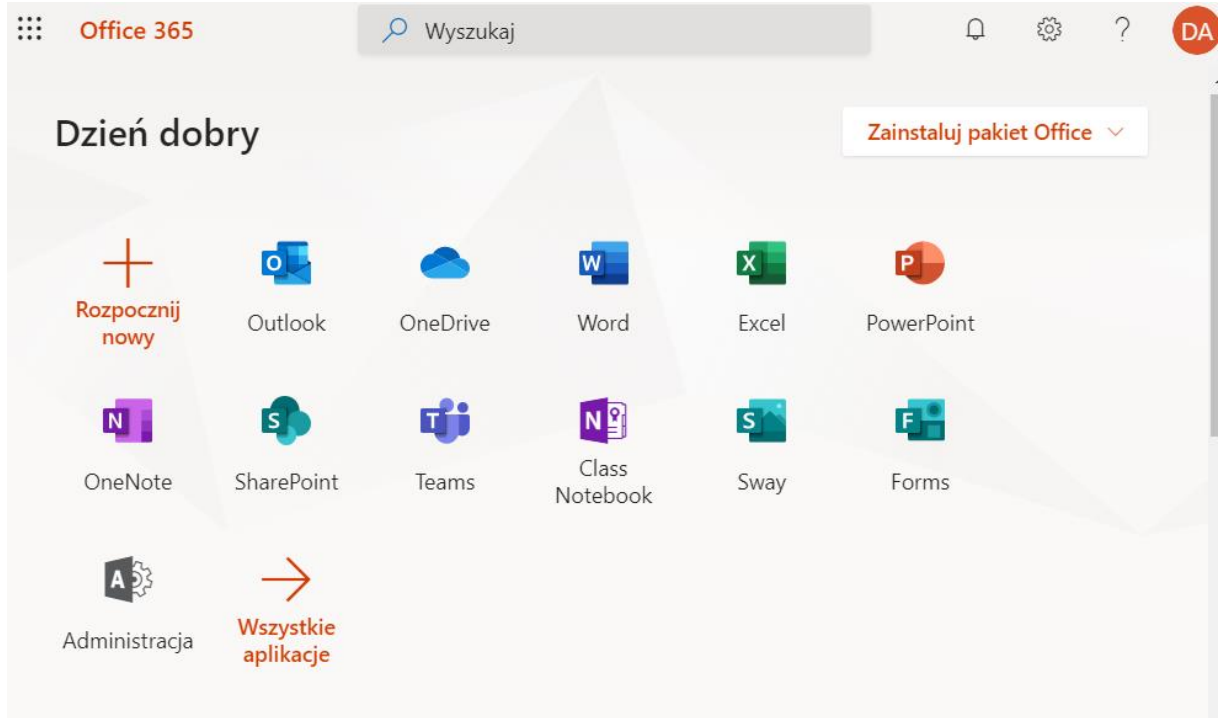 Office 365
Wyszukaj
DA
Dzień dobry
Zainstaluj pakiet Office
Rozpocznij
nowy
Outlook
OneDrive
Word
Excel
PowerPoint
OneNote
SharePoint
Teams
Class
Notebook
Sway
Forms
Administracja
Wszystkie
aplikacje